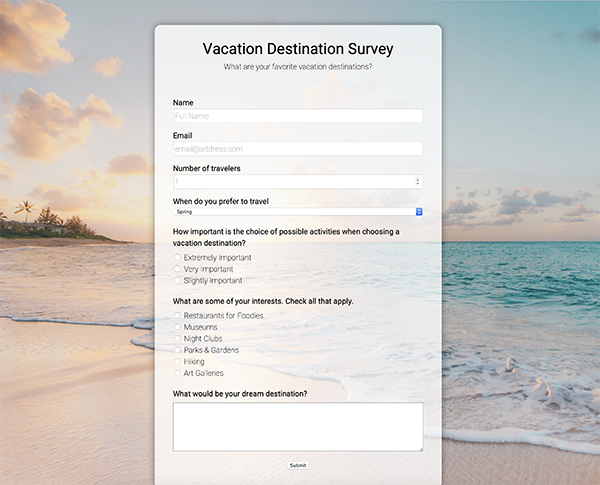 Vacation Destination Survey
What are your favorite vacation destinations?
Name
Full Name
Email
email@address.com
Number of travelers
1
When do you prefer to travel
Spring
How important is the choice of possible activities when choosing a
vacation destination?
Extremely Important
Very Important
Slightly Important
What are some of your interests. Check all that apply.
Restaurants for Foodies
Museums
Night Clubs
Parks & Gardens
Hiking
Art Galleries
What would be your dream destination?
Submit